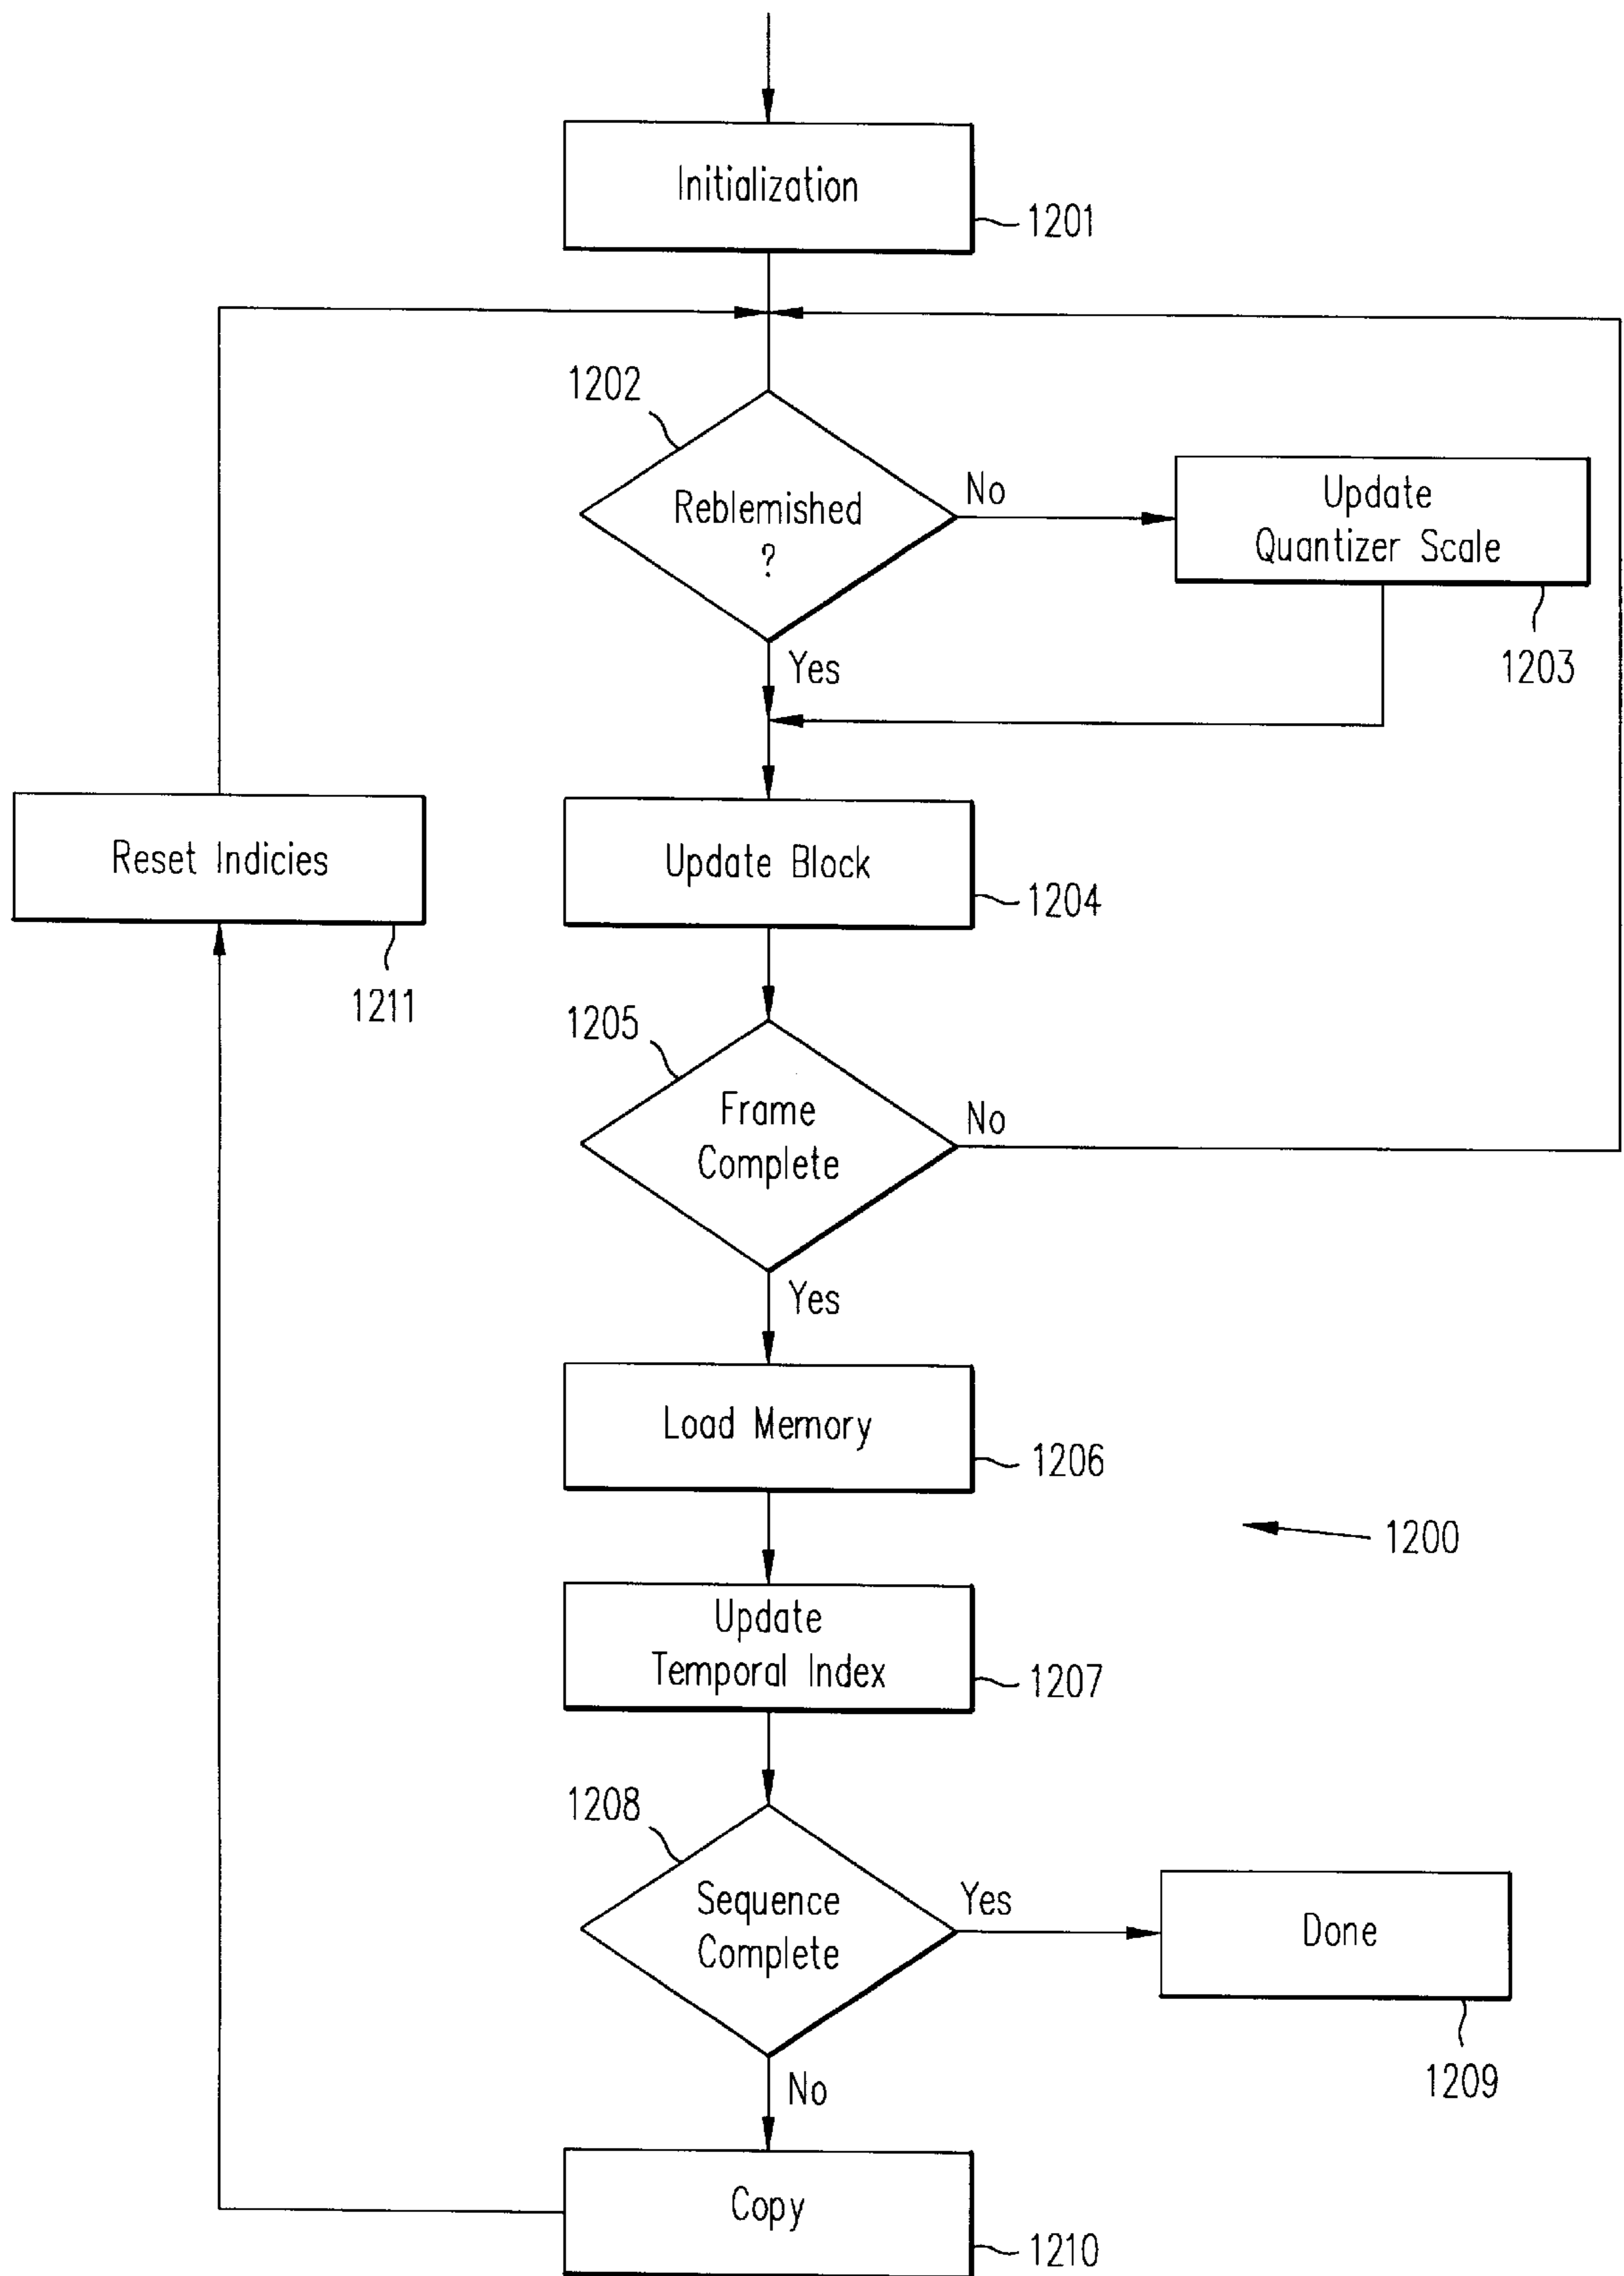 Initialization
1201
1202
Reblemished
?
No
Update
Quantizer Scale
1203
Yes
Reset Indicies
1211
Update Block
1204
1205
Frame
Complete
No
Yes
Load Memory
1206
1200
Update
Temporal Index
1207
1208
Sequence
Complete
Yes
Done
1209
No
Copy
1210